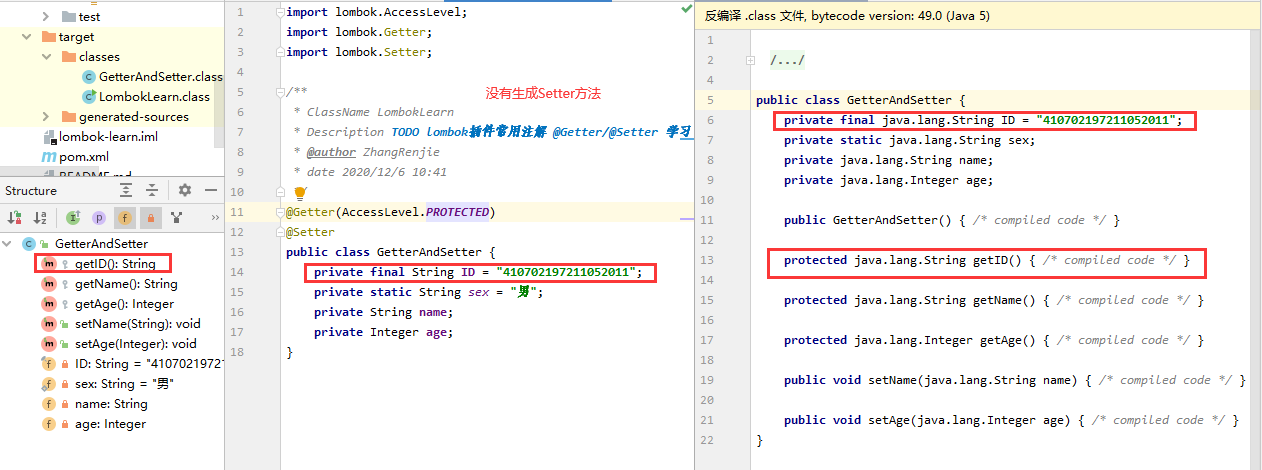 test
target
classes
GetterAndSetter.class
LombokLearn.class
generated-sources
lombok-learn.iml
pom.xml
README.md
Structure
GetterAndSetter
getID(): String
getName(): String
getAge(): Integer
setName(String): void
setAge(Integer): void
ID: String = "41070219721
sex: String = "男"
name: String
age: Integer
1 import lombok.AccessLevel;
2 import lombok.Getter;
3 import lombok.Setter;
4
5 /**
没有生成Setter方法
6 * ClassName LombokLearn
7 * Description TODO lombok插件常用注解 @Getter/@Setter 学习
8 * @author ZhangRenjie
9 * date 2020/12/6 10:41
10 */
11 @Getter(AccessLevel.PROTECTED)
12 @Setter
13 public class GetterAndSetter {
14 private final String ID = "410702197211052011";
15 private static String sex = "男";
16 private String name;
17 private Integer age;
18 }
反编译 .class 文件, bytecode version: 49.0 (Java 5)
1
2 /.../
4
5 public class GetterAndSetter {
6 private final java.lang.String ID = "410702197211052011";
7 private static java.lang.String sex;
8 private java.lang.String name;
9 private java.lang.Integer age;
10
11 public GetterAndSetter() { /* compiled code */ }
12
13 protected java.lang.String getID() { /* compiled code */ }
14
15 protected java.lang.String getName() { /* compiled code */ }
16
17 protected java.lang.Integer getAge() { /* compiled code */ }
18
19 public void setName(java.lang.String name) { /* compiled code */ }
20
21 public void setAge(java.lang.Integer age) { /* compiled code */ }
22 }